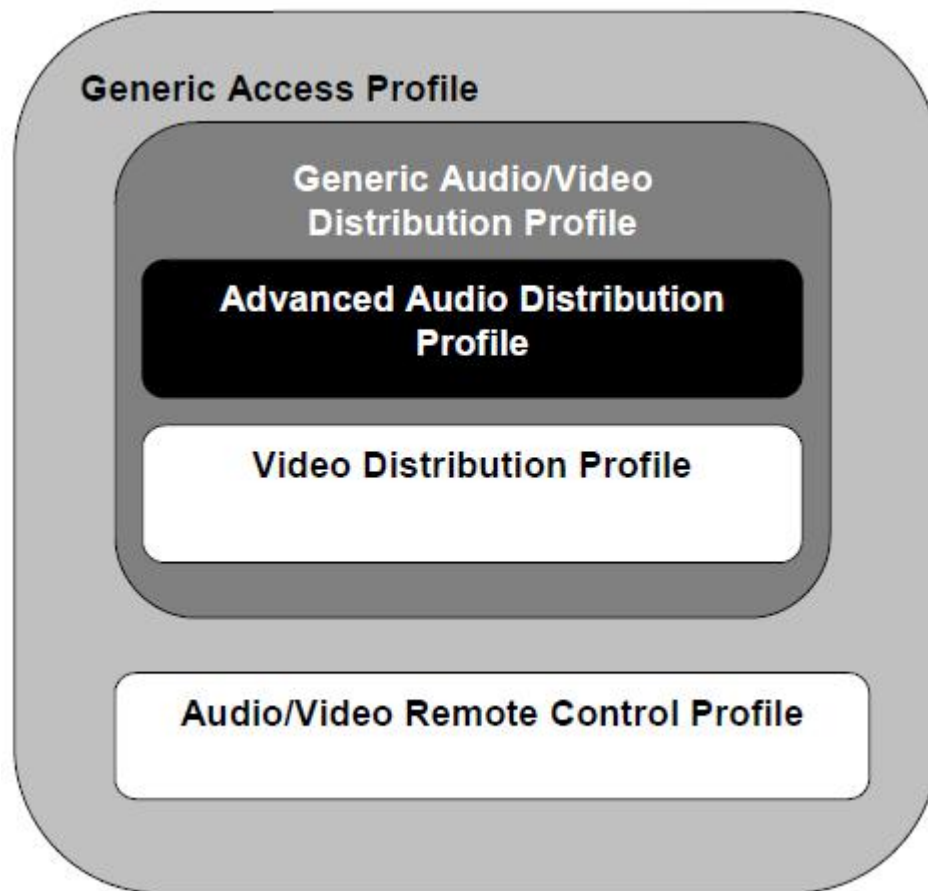 Generic Access Profile
Generic Audio/Video
Distribution Profile
Advanced Audio Distribution
Profile
Video Distribution Profile
Audio/Video Remote Control Profile